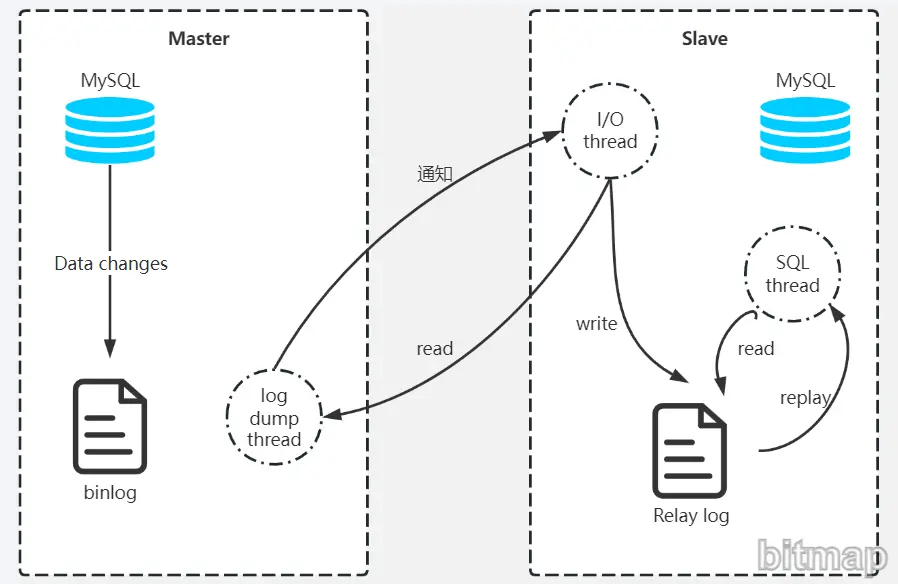 Master
MySQL
Data changes
binlog
log
dump
thread
通知
read
Slave
I/O
thread
MySQL
SQL
thread
write
read
replay
Relay log
bitmap